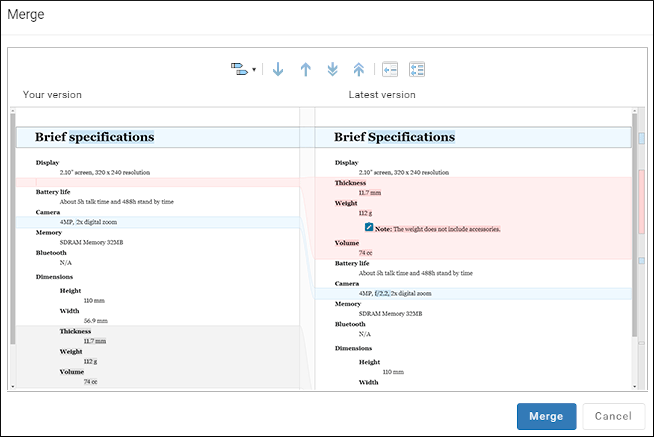 Merge
Your version
Latest version
Brief specifications
Display
2.10" screen, 320 x 240 resolution
Battery life
About 5h talk time and 488h stand by time
Camera
4MP, 2x digital zoom
Memory
SDRAM Memory 32MB
Bluetooth
N/A
Dimensions
Height
110 mm
Width
56.9 mm
Thickness
11.7 mm
Weight
112 g
Volume
74 cc
Brief Specifications
Display
2.10" screen, 320 x 240 resolution
Thickness
11.7 mm
Weight
112 g
Note: The weight does not include accessories.
Volume
74 cc
Battery life
About 5h talk time and 488h stand by time
Camera
4MP, f/2.2, 2x digital zoom
Memory
SDRAM Memory 32MB
Bluetooth
N/A
Dimensions
Height
110 mm
Width
Merge
Cancel